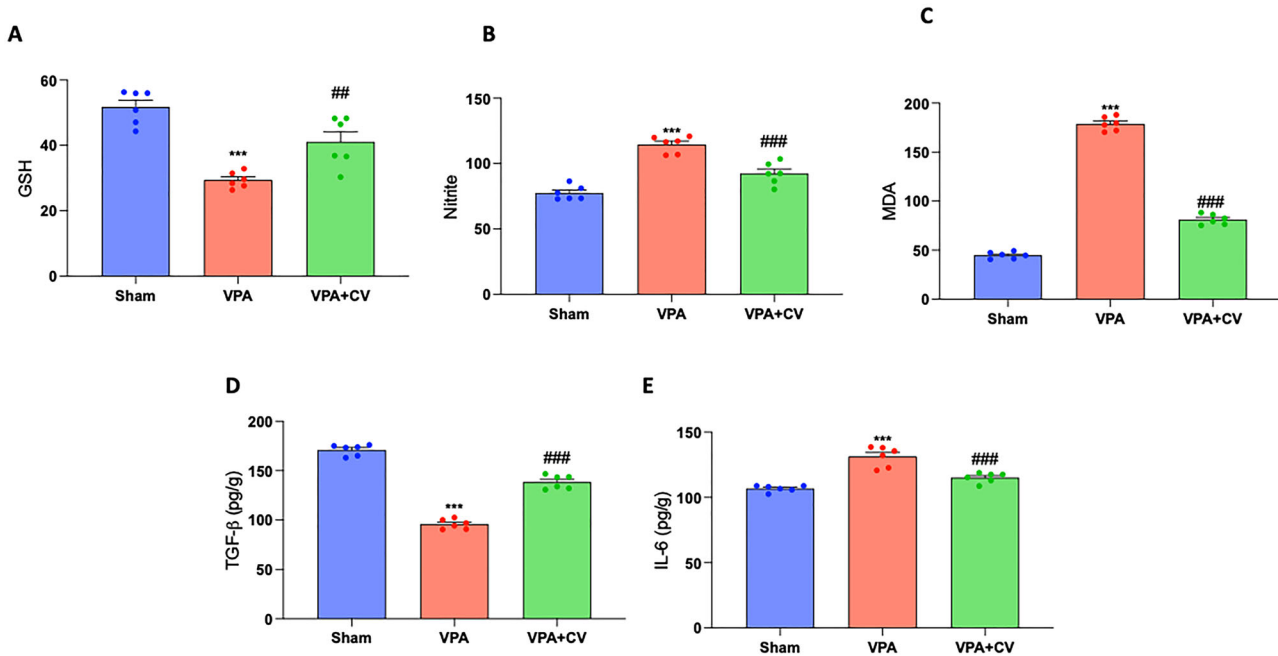 A
GSH
60
40
20
0
***
##
Sham VPA VPA+CV
B
Nitrite
150
100
50
0
***
###
Sham VPA VPA+CV
C
MDA
200
150
100
50
0
***
###
Sham VPA VPA+CV
D
TGF-β (pg/g)
200
150
100
50
0
***
###
Sham VPA VPA+CV
E
IL-6 (pg/g)
150
100
50
0
***
###
Sham VPA VPA+CV